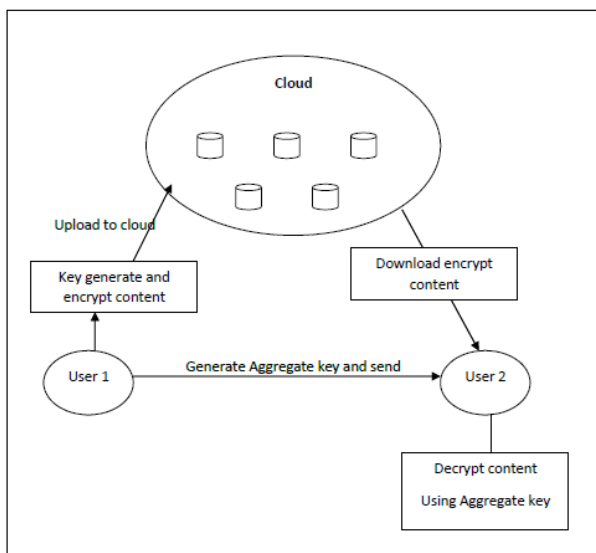 Cloud
Upload to cloud
Key generate and
encrypt content
Download encrypt
content
User 1
Generate Aggregate key and send
User 2
Decrypt content
Using Aggregate key